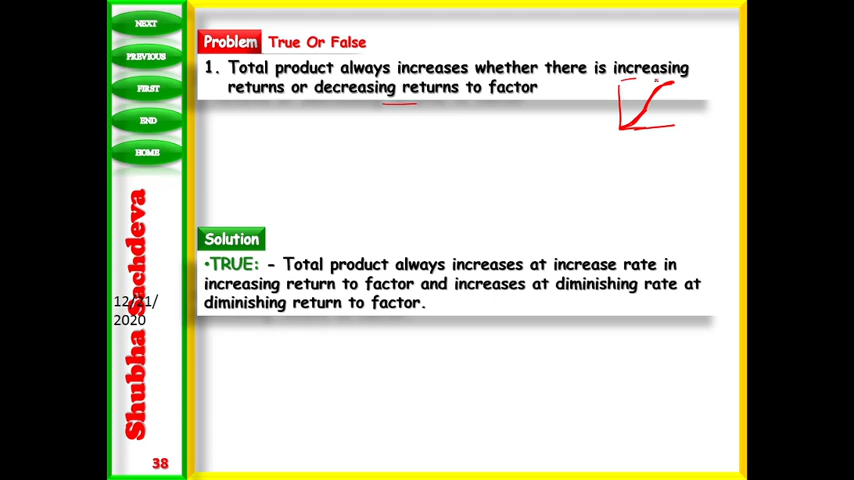 NEXT
PREVIOUS
FIRST
END
HOME
Shubha Sachdeva
12/21/
2020
38
Problem True Or False
1. Total product always increases whether there is increasing
returns or decreasing returns to factor
Solution
•TRUE: - Total product always increases at increase rate in
increasing return to factor and increases at diminishing rate at
diminishing return to factor.